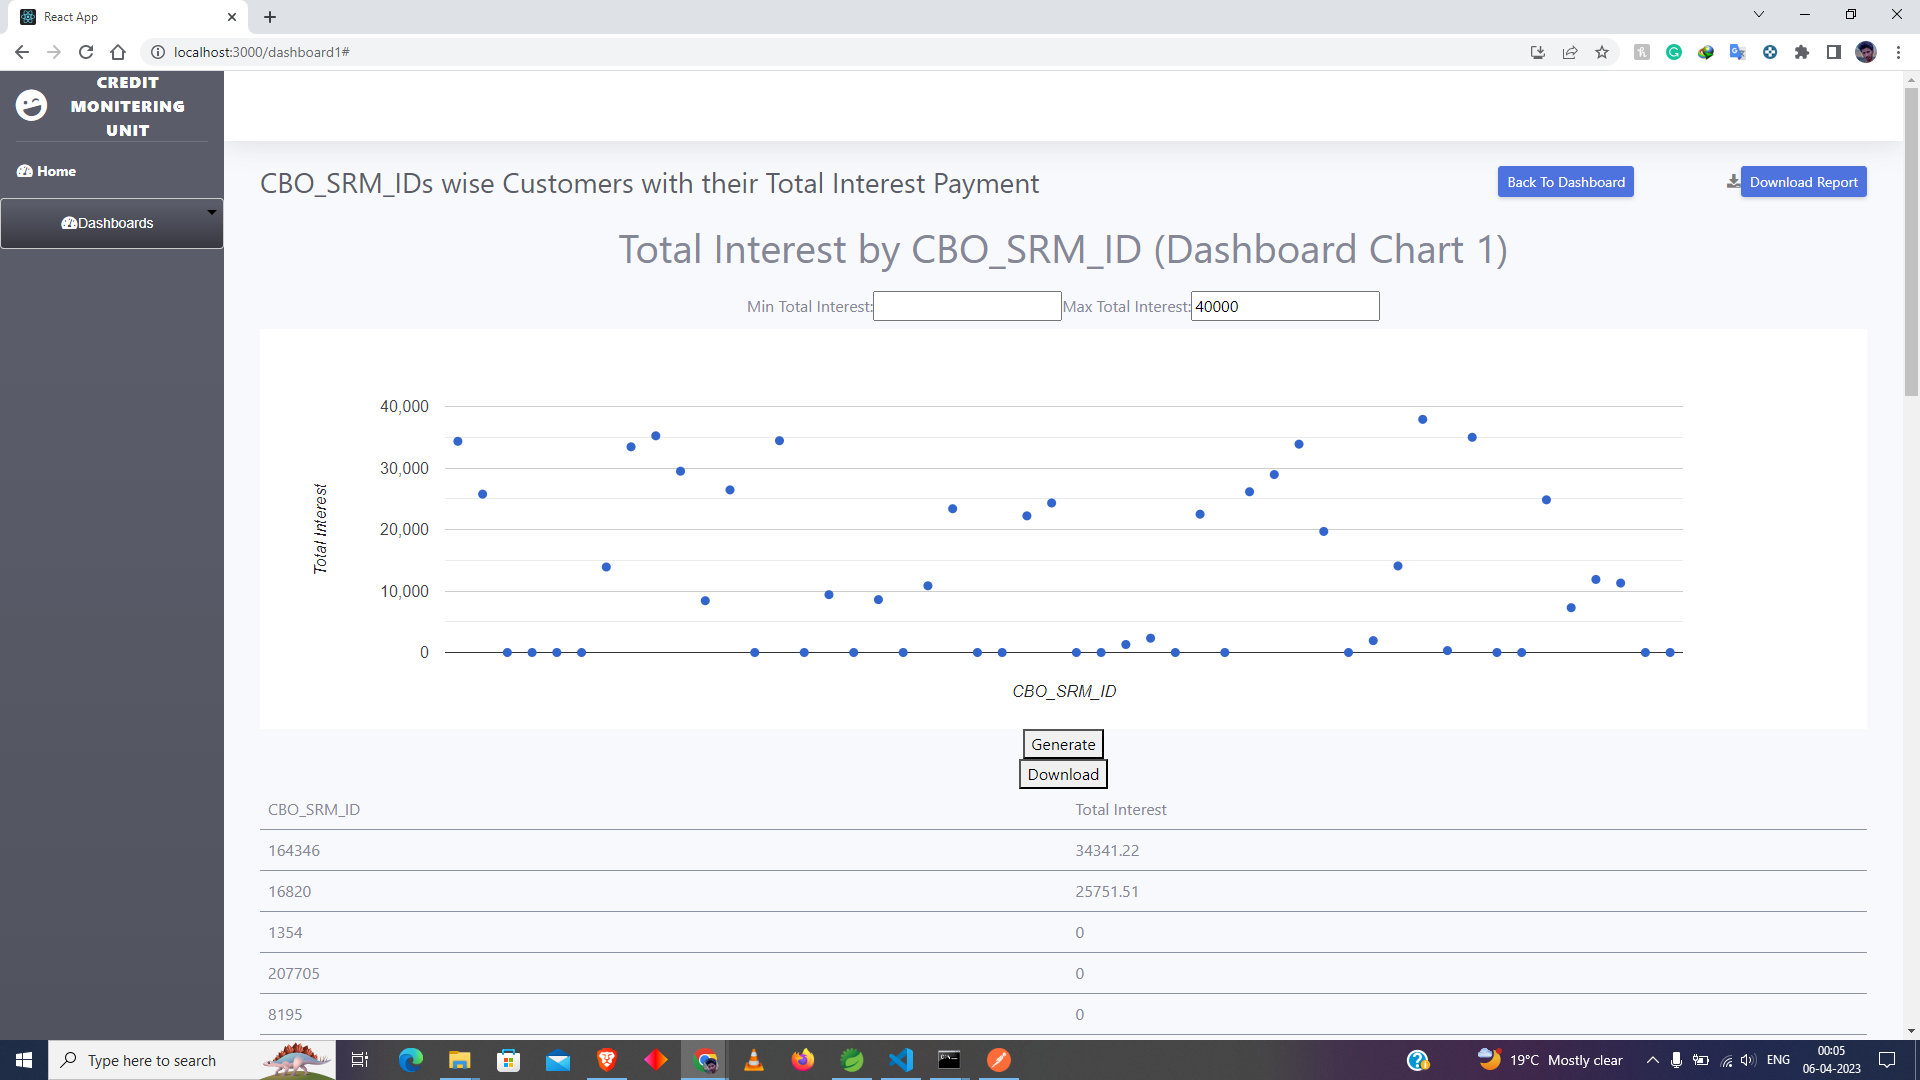 React App
localhost:3000/dashboard1#
CREDIT
MONITERING
UNIT
Home
Dashboards
CBO_SRM_IDs wise Customers with their Total Interest Payment
Back To Dashboard
Download Report
Total Interest by CBO_SRM_ID (Dashboard Chart 1)
Min Total Interest:
Max Total Interest: 40000
40,000
30,000
20,000
10,000
0
Total Interest
CBO_SRM_ID
Generate
Download
CBO_SRM_ID Total Interest
164346 34341.22
16820 25751.51
1354 0
207705 0
8195 0
Type here to search
19°C Mostly clear
ENG
00:05
06-04-2023